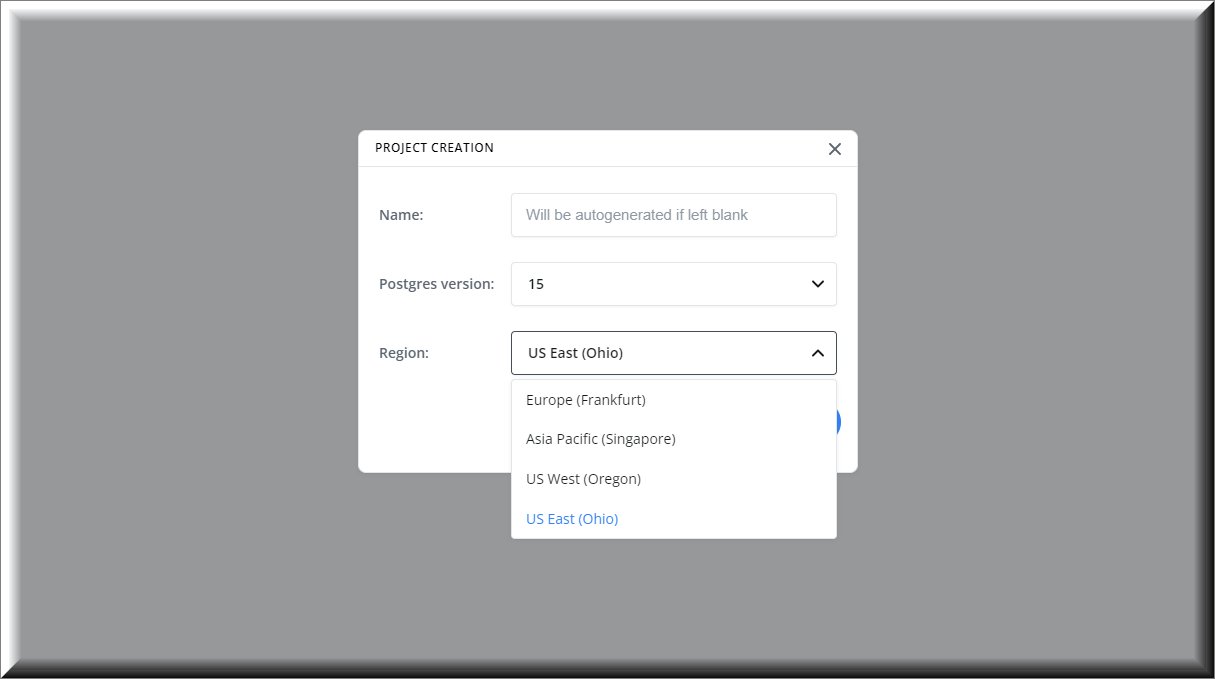 PROJECT CREATION
Name: Will be autogenerated if left blank
Postgres version: 15
Region: US East (Ohio)
Europe (Frankfurt)
Asia Pacific (Singapore)
US West (Oregon)
US East (Ohio)